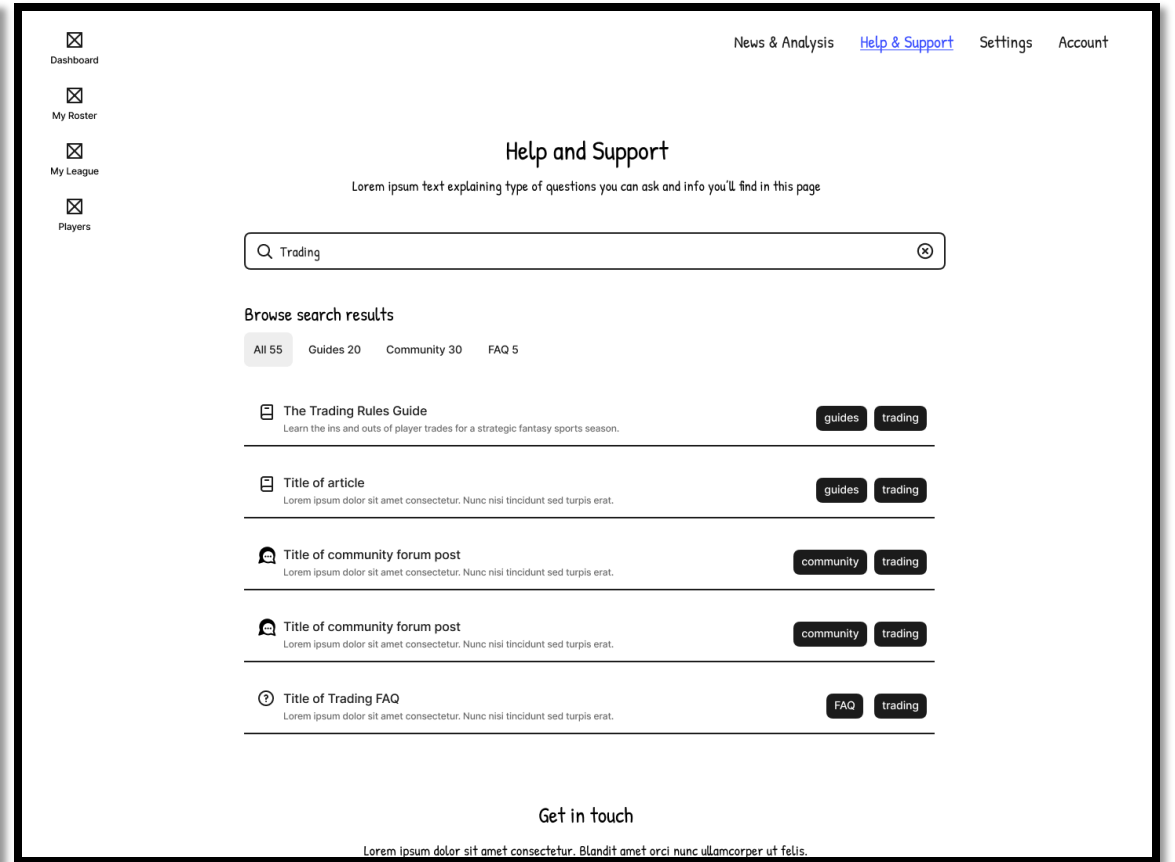 News & Analysis Help & Support Settings Account
Dashboard
My Roster
My League
Players
Help and Support
Lorem ipsum text explaining type of questions you can ask and info you'll find in this page
Trading
Browse search results
All 55 Guides 20 Community 30 FAQ 5
The Trading Rules Guide
Learn the ins and outs of player trades for a strategic fantasy sports season.
guides trading
Title of article
Lorem ipsum dolor sit amet consectetur. Nunc nisi tincidunt sed turpis erat.
guides trading
Title of community forum post
Lorem ipsum dolor sit amet consectetur. Nunc nisi tincidunt sed turpis erat.
community trading
Title of community forum post
Lorem ipsum dolor sit amet consectetur. Nunc nisi tincidunt sed turpis erat.
community trading
Title of Trading FAQ
Lorem ipsum dolor sit amet consectetur. Nunc nisi tincidunt sed turpis erat.
FAQ trading
Get in touch
Lorem ipsum dolor sit amet consectetur. Blandit amet orci nunc ullamcorper ut felis.